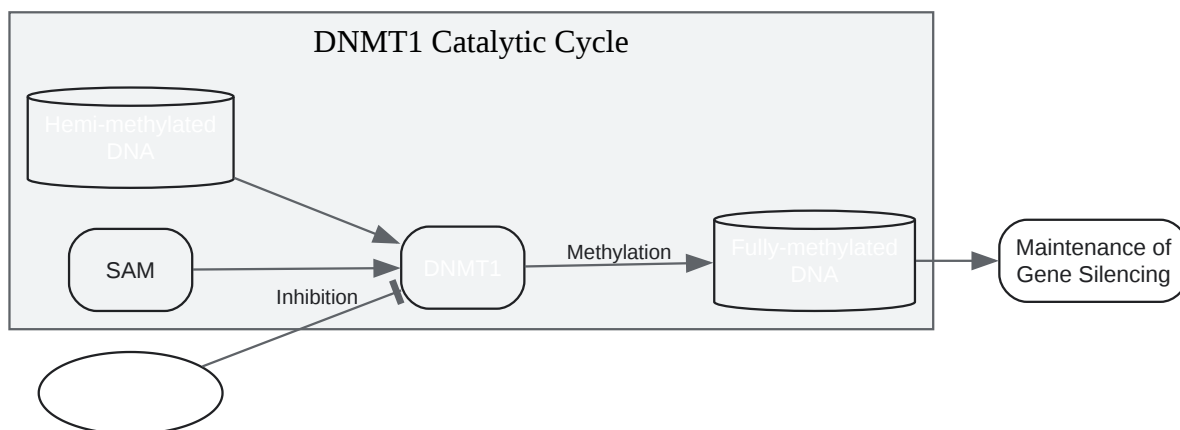 DNMT1 Catalytic Cycle
Hemi-methylated
DNA
SAM
Inhibition
DNMT1
Methylation
Fully-methylated
DNA
Maintenance of
Gene Silencing